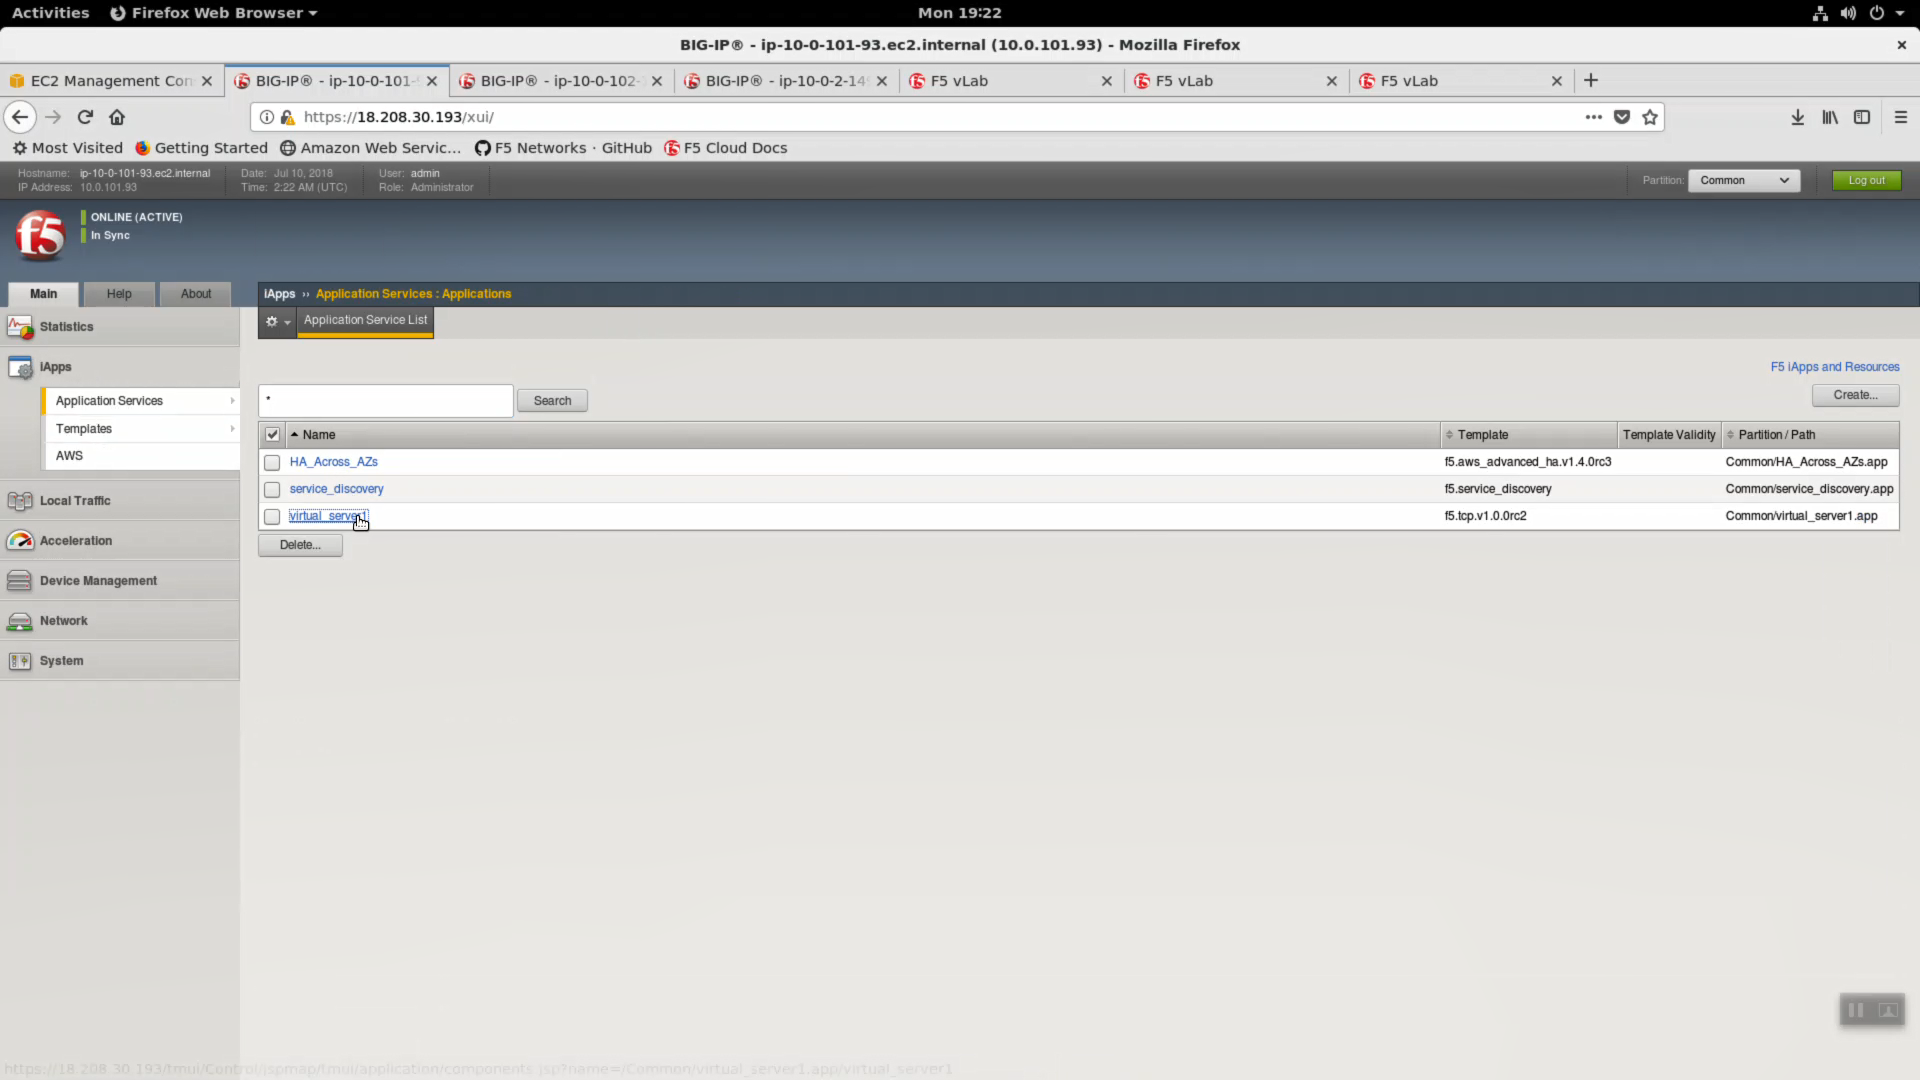 Activities Firefox Web Browser Mon 19:22
BIG-IP® - ip-10-0-101-93.ec2.internal (10.0.101.93) - Mozilla Firefox
EC2 Management Con BIG-IP® - ip-10-0-101- BIG-IP® - ip-10-0-102- BIG-IP® - ip-10-0-2-14 F5 vLab F5 vLab F5 vLab
https://18.208.30.193/xui/
Most Visited Getting Started Amazon Web Servic... F5 Networks · GitHub F5 Cloud Docs
Hostname: ip-10-0-101-93.ec2.internal Date: Jul 10, 2018 User: admin
IP Address: 10.0.101.93 Time: 2:22 AM (UTC) Role: Administrator
Partition: Common Log out
f5 ONLINE (ACTIVE)
In Sync
Main Help About iApps ›› Application Services : Applications
Application Service List
Statistics
iApps
Application Services
Templates
AWS
Local Traffic
Acceleration
Device Management
Network
System
F5 iApps and Resources
* Search Create...
Name Template Template Validity Partition / Path
HA_Across_AZs f5.aws_advanced_ha.v1.4.0rc3 Common/HA_Across_AZs.app
service_discovery f5.service_discovery Common/service_discovery.app
virtual_server1 f5.tcp.v1.0.0rc2 Common/virtual_server1.app
Delete...
https://18.208.30.193/tmui/Control/jspmap/tmui/application/components.jsp?name=/Common/virtual_server1.app/virtual_server1